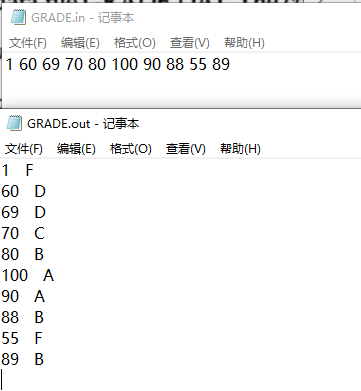 GRADE.in - 记事本
文件(F) 编辑(E) 格式(O) 查看(V) 帮助(H)
1 60 69 70 80 100 90 88 55 89
GRADE.out - 记事本
文件(F) 编辑(E) 格式(O) 查看(V) 帮助(H)
1 F
60 D
69 D
70 C
80 B
100 A
90 A
88 B
55 F
89 B